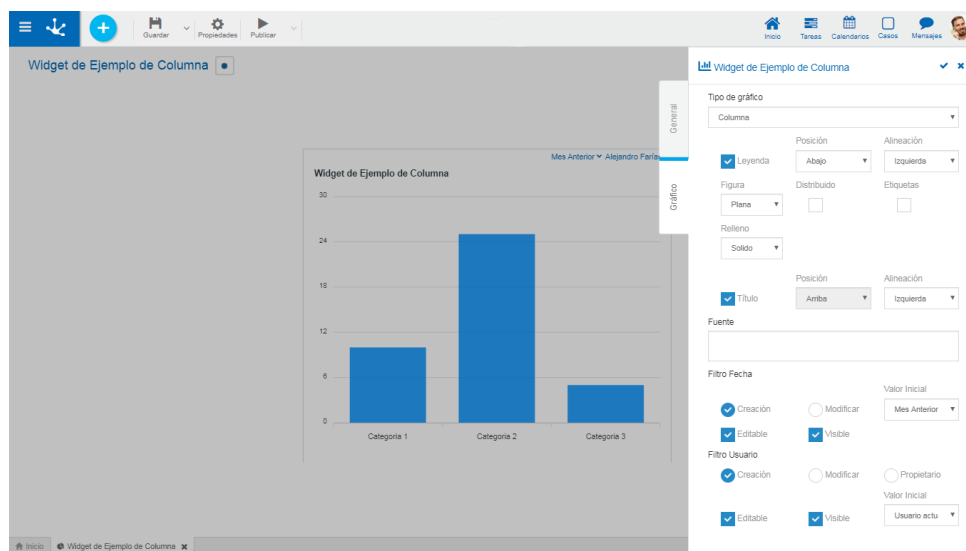 Guardar Propiedades Publicar Inicio Tareas Calendarios Casos Mensajes
Widget de Ejemplo de Columna
Mes Anterior Alejandro Farías
Widget de Ejemplo de Columna
30
24
18
12
6
0
Categoria 1 Categoria 2 Categoria 3
General
Gráfico
Widget de Ejemplo de Columna
Tipo de gráfico
Columna
Posición Alineación
Leyenda Abajo Izquierda
Figura Distribuido Etiquetas
Plana
Relleno
Solido
Posición Alineación
Título Arriba Izquierda
Fuente
Filtro Fecha
Valor Inicial
Creación Modificar Mes Anterior
Editable Visible
Filtro Usuario
Creación Modificar Propietario
Valor Inicial
Editable Visible Usuario actu
Inicio Widget de Ejemplo de Columna